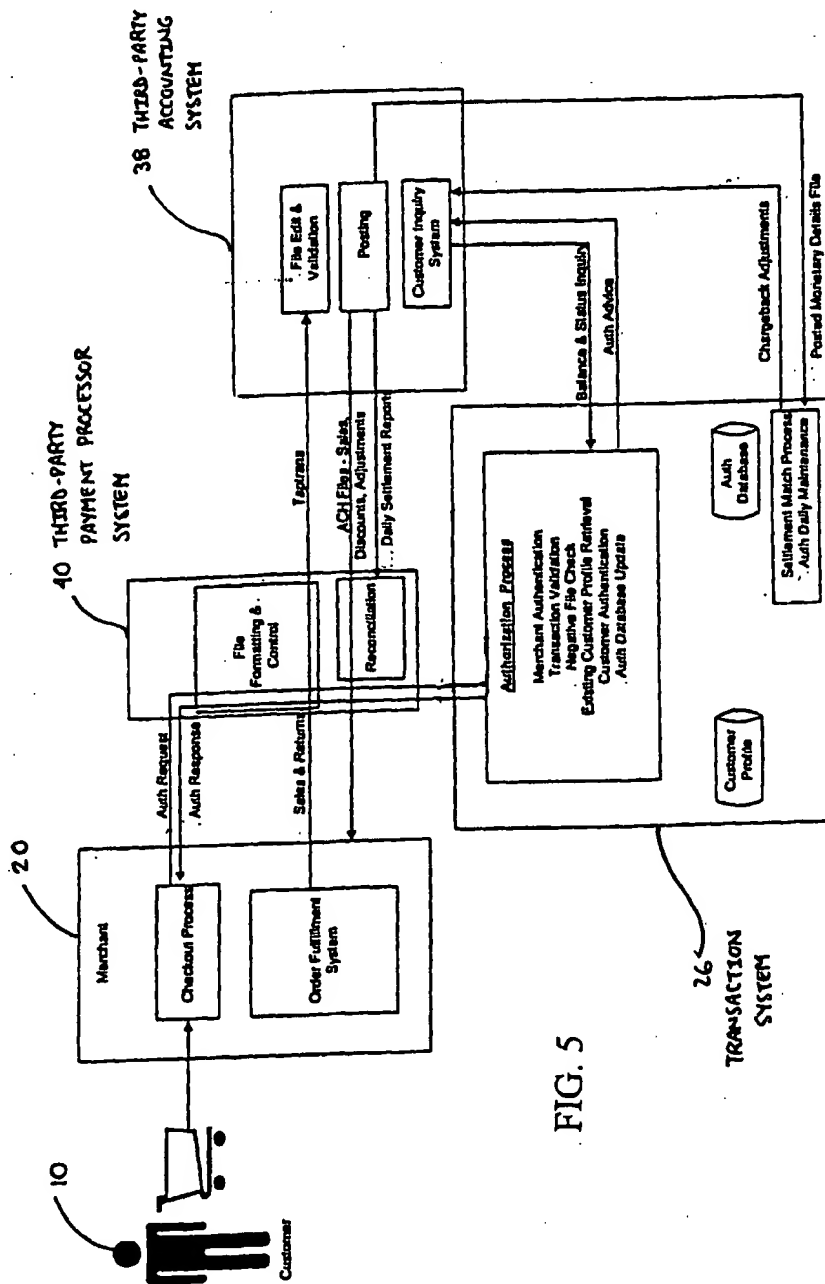 10
Customer
20
Merchant
Checkout Process
Order Fulfillment
System
Auth Request
Auth Response
Sales & Returns
40 THIRD-PARTY
PAYMENT PROCESSOR
SYSTEM
File
Formatting &
Control
Reconciliation
Taptrans
ACH Files - Sales,
Discounts, Adjustments
Daily Settlement Reports
38 THIRD-PARTY
ACCOUNTING
SYSTEM
File Edit &
Validation
Posting
Customer Inquiry
System
Balance & Status Inquiry
Auth Advice
Chargeback Adjustments
Posted Monetary Details File
Authorization Process
Merchant Authentication
Transaction Validation
Negative File Check
Existing Customer Profile Retrieval
Customer Authentication
Auth Database Update
Customer
Profile
Auth
Database
Settlement Match Process
Auth Daily Maintenance
26
TRANSACTION
SYSTEM
FIG. 5